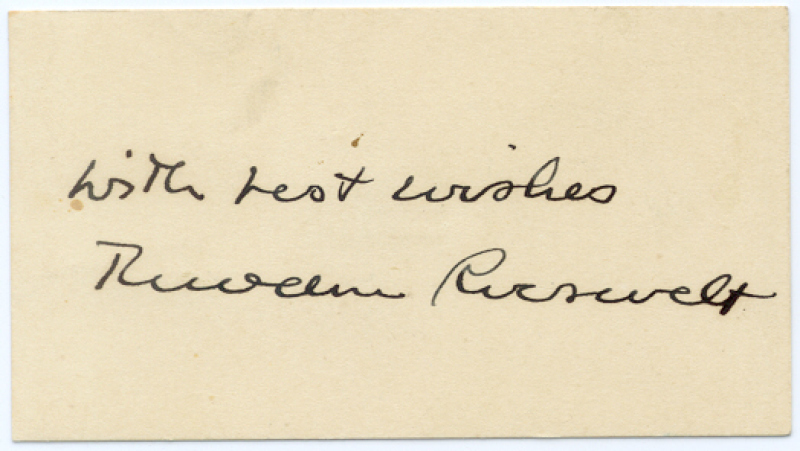 with best wishes
Theodore Roosevelt